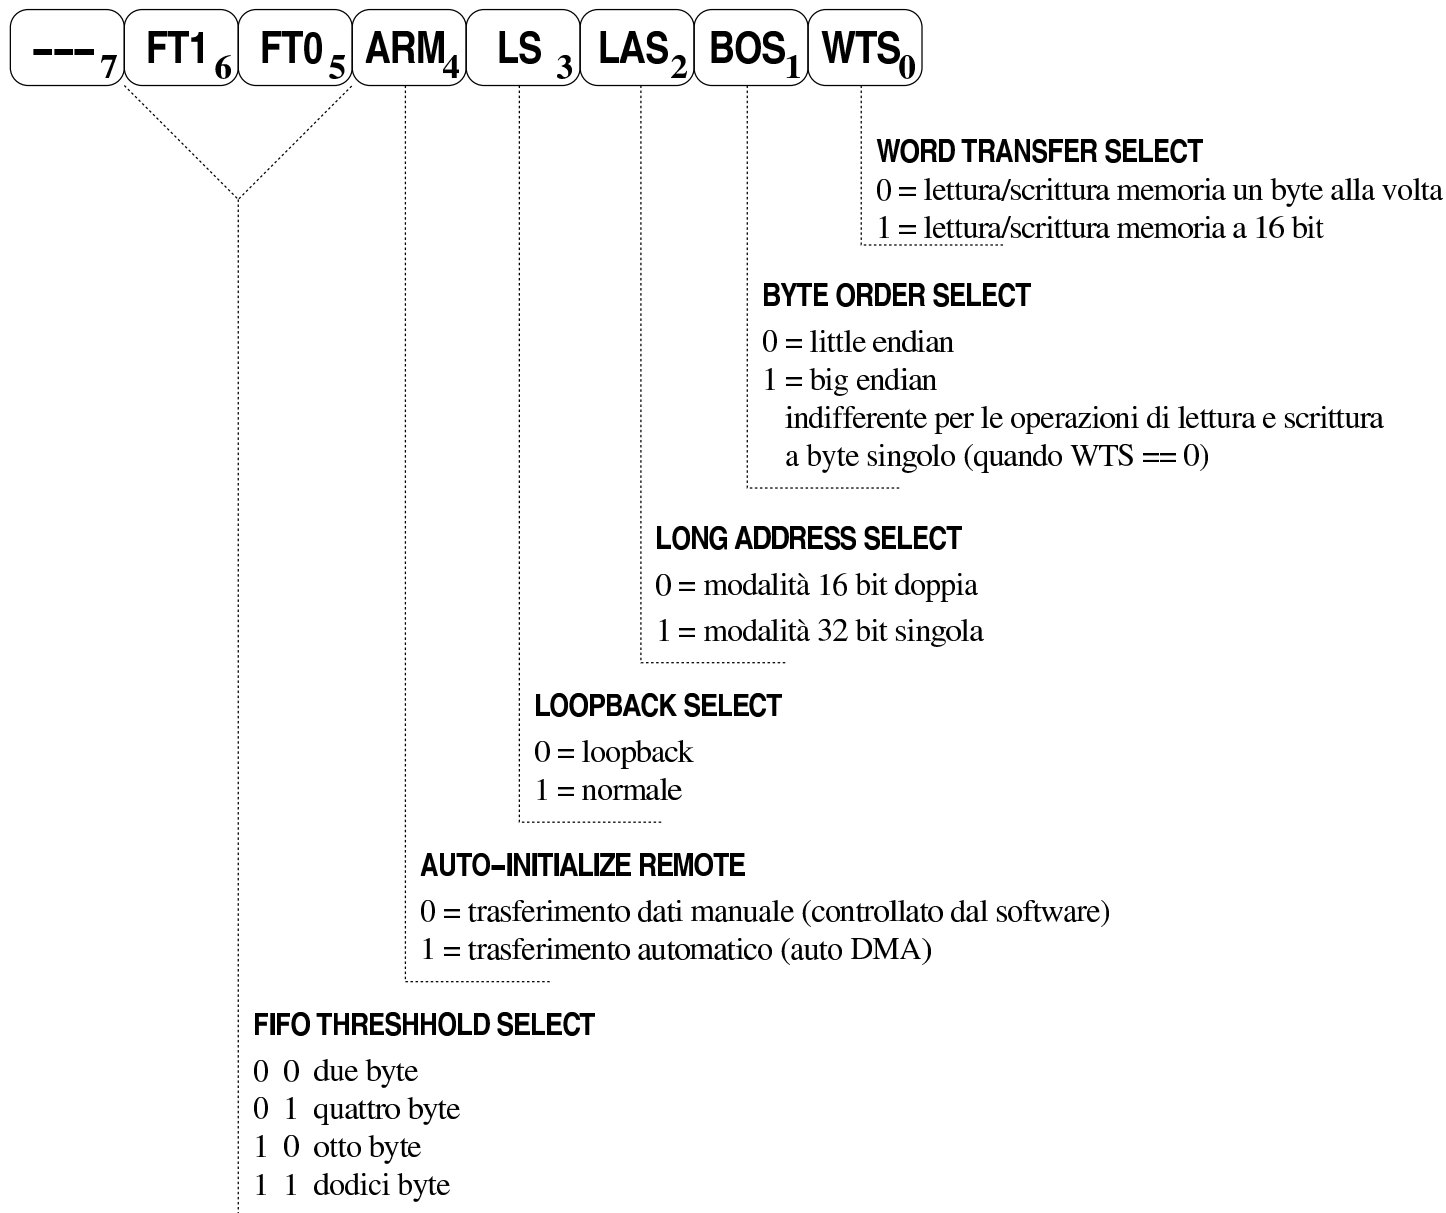 ---7 FT16 FT05 ARM4 LS3 LAS2 BOS1 WTS0
WORD TRANSFER SELECT
0 = lettura/scrittura memoria un byte alla volta
1 = lettura/scrittura memoria a 16 bit
BYTE ORDER SELECT
0 = little endian
1 = big endian
indifferente per le operazioni di lettura e scrittura
a byte singolo (quando WTS == 0)
LONG ADDRESS SELECT
0 = modalità 16 bit doppia
1 = modalità 32 bit singola
LOOPBACK SELECT
0 = loopback
1 = normale
AUTO-INITIALIZE REMOTE
0 = trasferimento dati manuale (controllato dal software)
1 = trasferimento automatico (auto DMA)
FIFO THRESHHOLD SELECT
0 0 due byte
0 1 quattro byte
1 0 otto byte
1 1 dodici byte